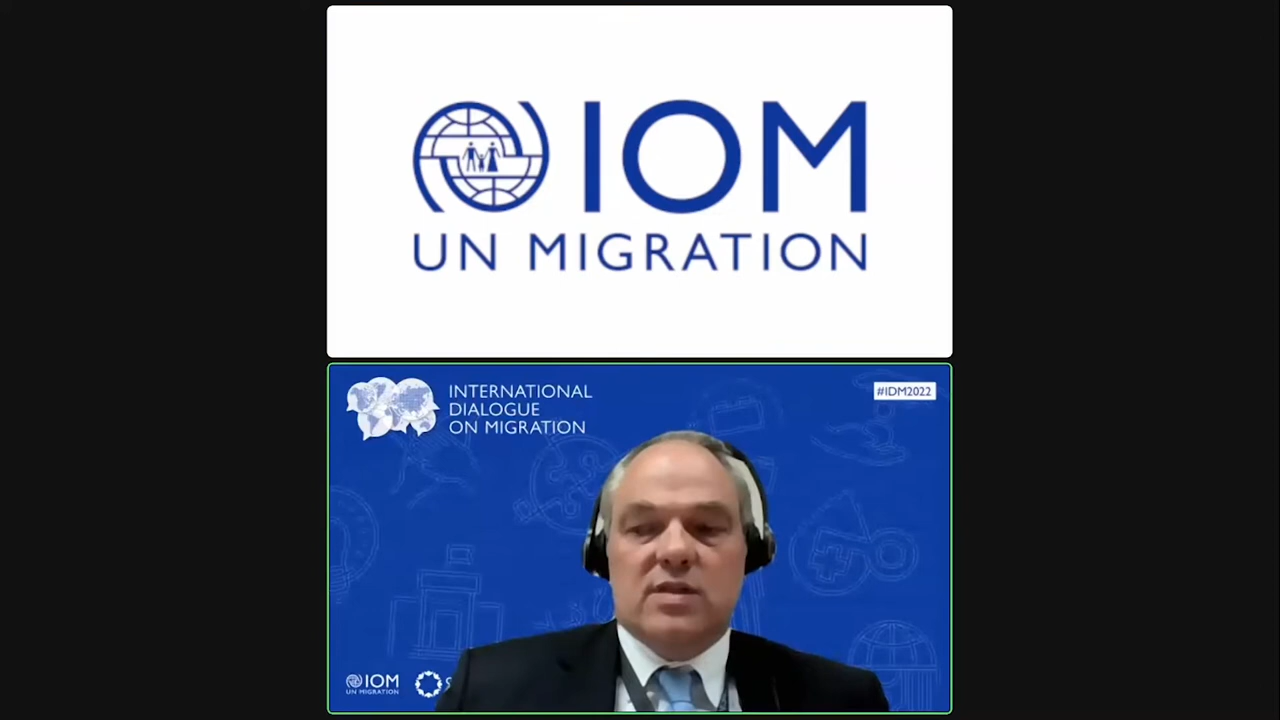 IOM
UN MIGRATION
INTERNATIONAL
DIALOGUE
ON MIGRATION
#IDM2022
IOM
UN MIGRATION